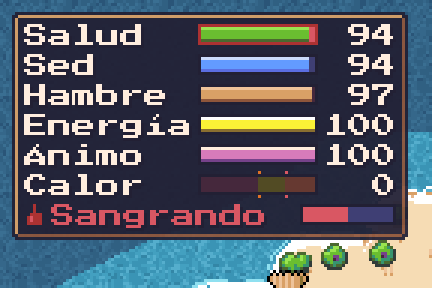 Salud 94
Sed 94
Hambre 97
Energía 100
Ánimo 100
Calor 0
Sangrando